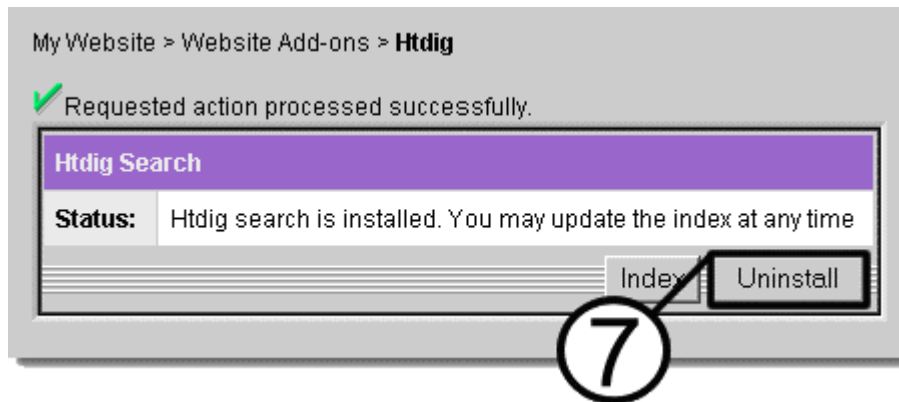 My Website > Website Add-ons > Htdig
Requested action processed successfully.
Htdig Search
Status: Htdig search is installed. You may update the index at any time
Index Uninstall
7